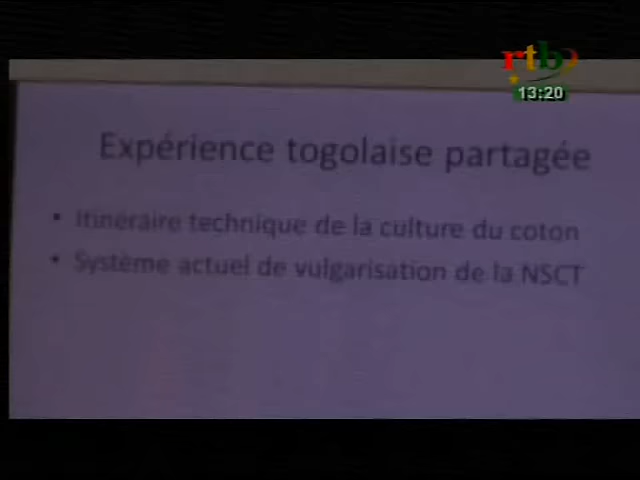 rtb
13:20
Expérience togolaise partagée
• Itinéraire technique de la culture du coton
• Système actuel de vulgarisation de la NSCT